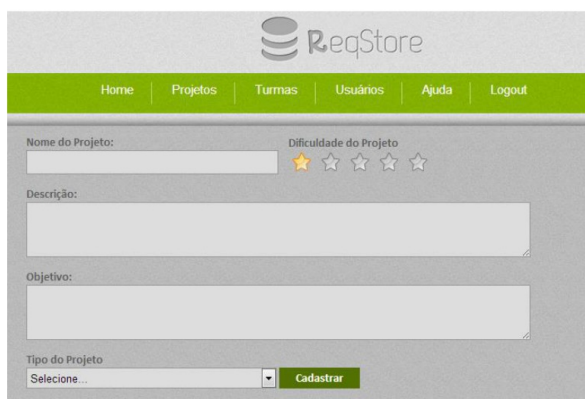 ReqStore
Home Projetos Turmas Usuários Ajuda Logout
Nome do Projeto: Dificuldade do Projeto
Descrição:
Objetivo:
Tipo do Projeto
Selecione... Cadastrar